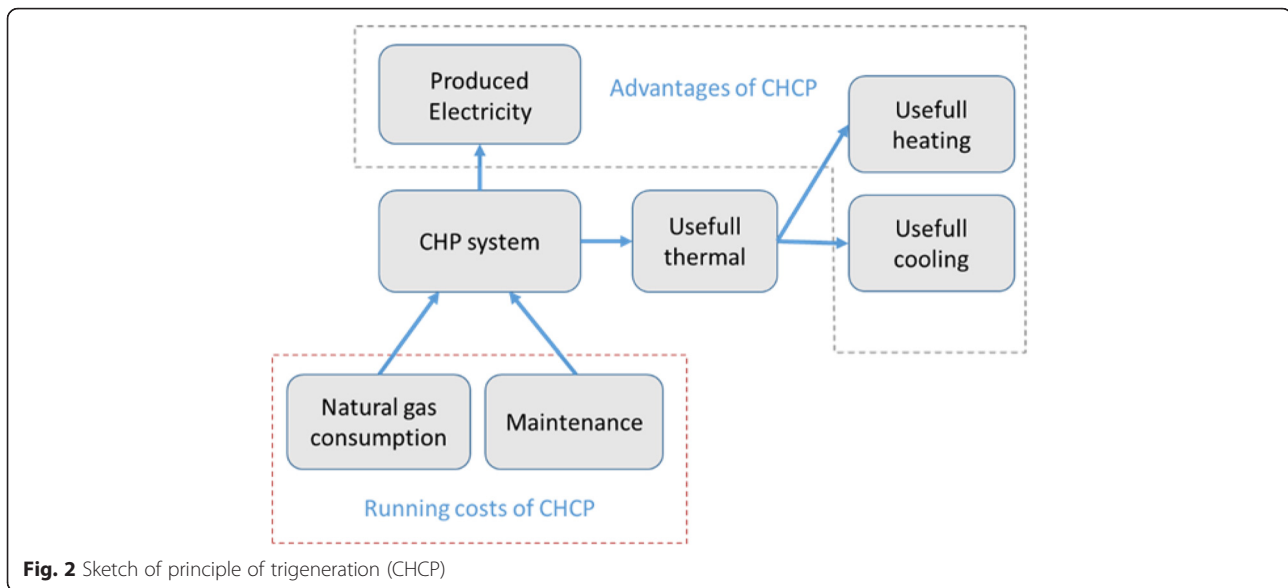 Produced
Electricity
Advantages of CHCP
Usefull
heating
CHP system
Usefull
thermal
Usefull
cooling
Natural gas
consumption
Maintenance
Running costs of CHCP
Fig. 2 Sketch of principle of trigeneration (CHCP)